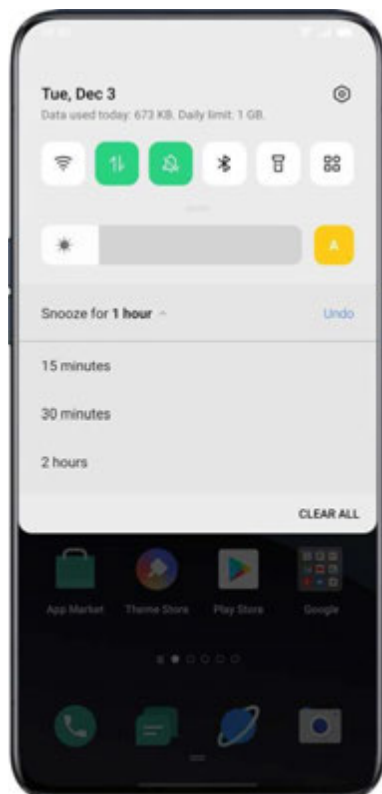 Tue, Dec 3
Data used today: 673 KB. Daily limit: 1 GB.
A
Snooze for 1 hour
Undo
15 minutes
30 minutes
2 hours
CLEAR ALL
App Market
Theme Store
Play Store
Google